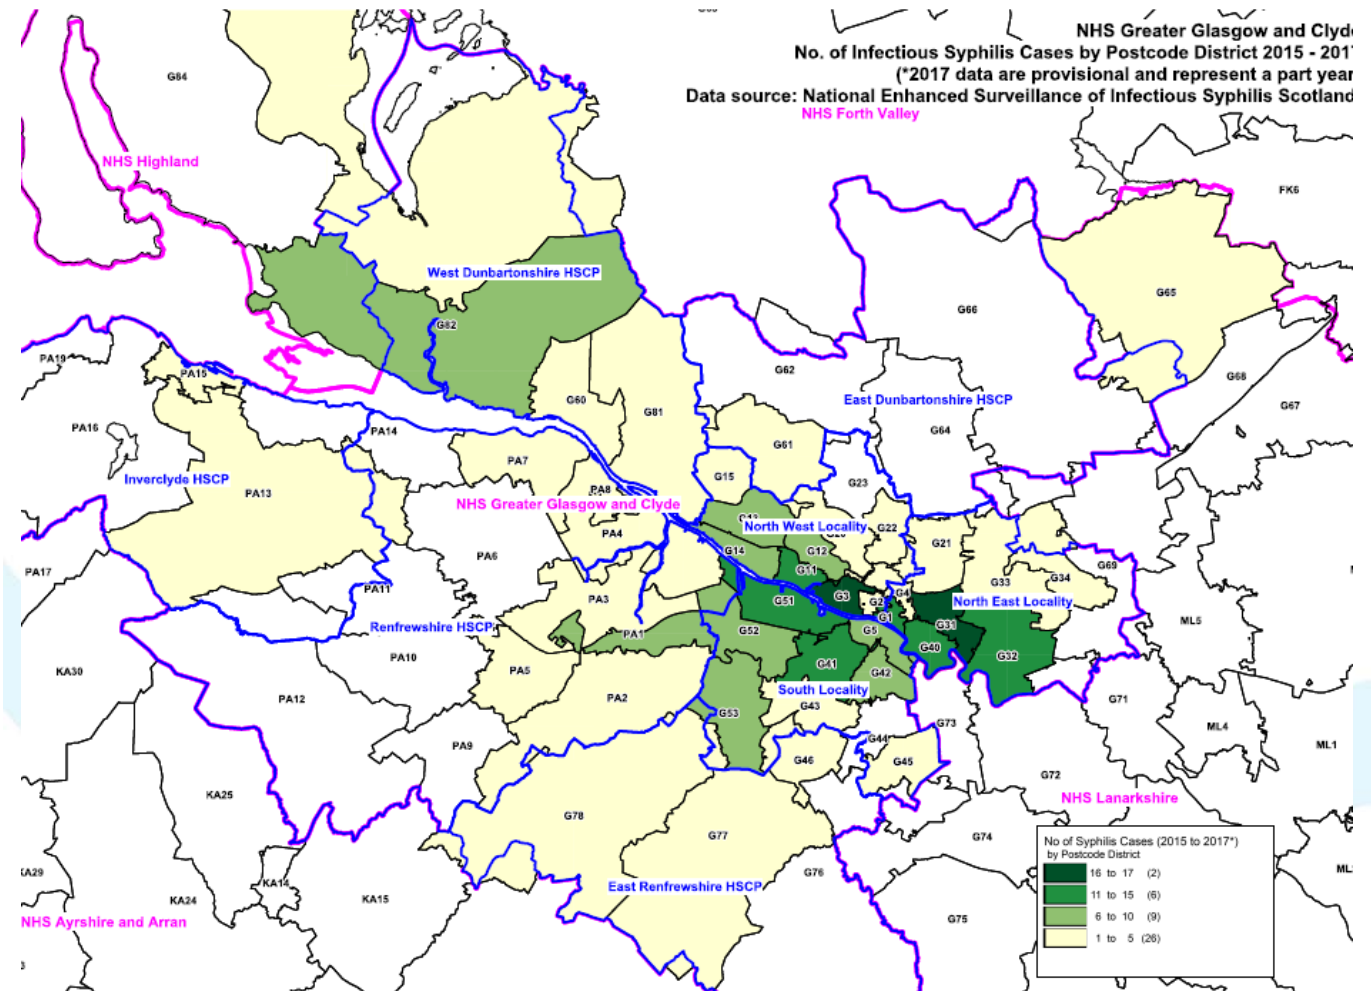 NHS Greater Glasgow and Clyde
No. of Infectious Syphilis Cases by Postcode District 2015 - 2017
(*2017 data are provisional and represent a part year
Data source: National Enhanced Surveillance of Infectious Syphilis Scotland
NHS Forth Valley
G84
NHS Highland
FK6
West Dunbartonshire HSCP
G65
G66
G82
PA19
PA15
G62
G68
G67
G60
G81
East Dunbartonshire HSCP
PA16
PA14
G64
G61
PA7
G15
Inverclyde HSCP
G23
PA13
PA8
NHS Greater Glasgow and Clyde
North West Locality
G22
PA4
G21
PA6
G14
G12
G69
PA17
G11
G33
G34
PA11
PA3
G3
G2
G4
G51
G1
North East Locality
Renfrewshire HSCP
PA1
G52
G5
G31
ML5
G40
PA10
G41
G32
KA30
PA5
G42
PA12
PA2
South Locality
G71
G43
G53
G73
ML4
PA9
G44
ML1
G46
G45
G72
KA25
NHS Lanarkshire
G78
G77
G74
No of Syphilis Cases (2015 to 2017*)
by Postcode District
16 to 17 (2)
11 to 15 (6)
6 to 10 (9)
1 to 5 (26)
G76
KA29
KA14
East Renfrewshire HSCP
KA24
KA15
NHS Ayrshire and Arran
G75